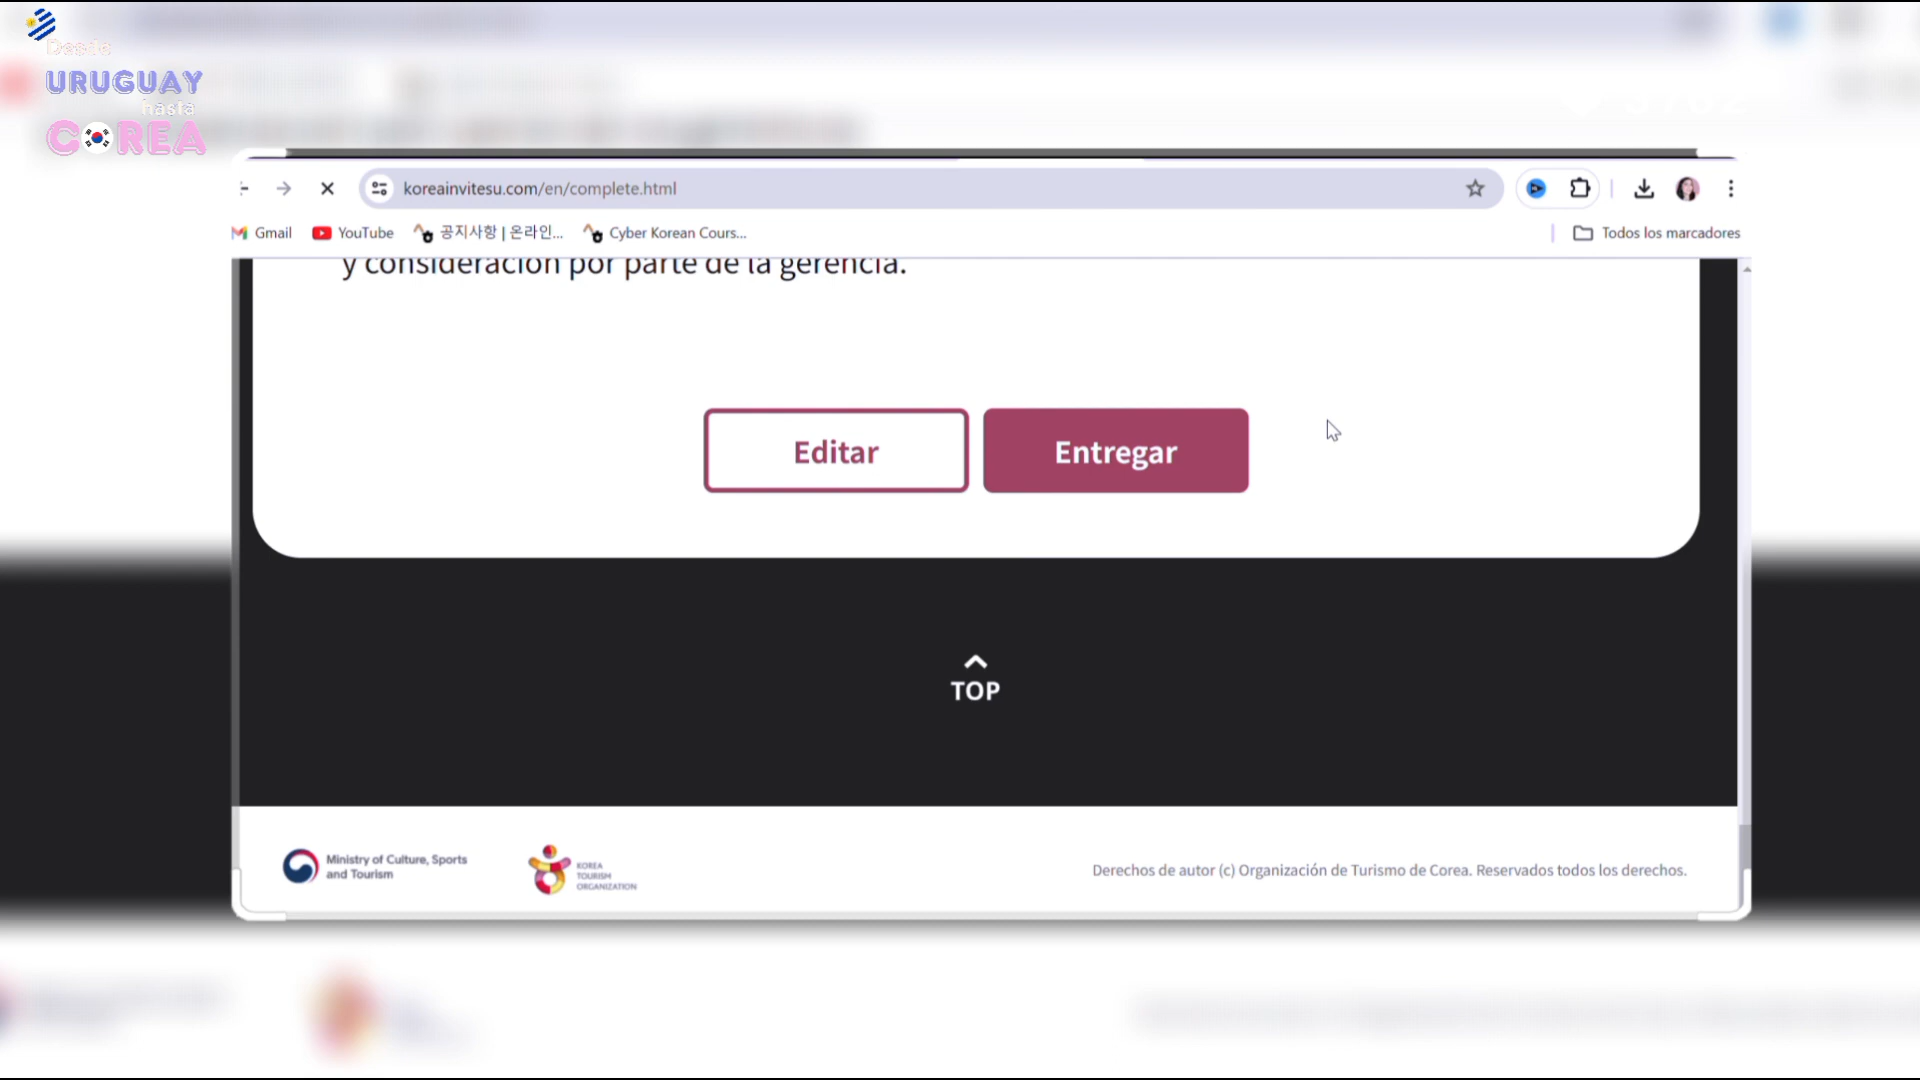 Desde
URUGUAY
hasta
COREA
koreainvitesu.com/en/complete.html
Gmail
YouTube
공지사항 | 온라인...
Cyber Korean Cours...
Todos los marcadores
y consideración por parte de la gerencia.
Editar
Entregar
TOP
Ministry of Culture, Sports
and Tourism
KOREA
TOURISM
ORGANIZATION
Derechos de autor (c) Organización de Turismo de Corea. Reservados todos los derechos.